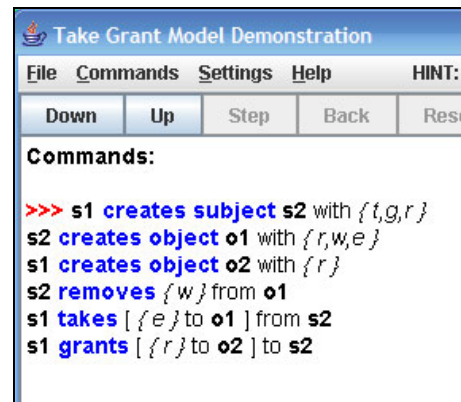 Take Grant Model Demonstration
File Commands Settings Help HINT:
Down Up Step Back Rese
Commands:
>>> s1 creates subject s2 with { t,g,r }
s2 creates object o1 with { r,w,e }
s1 creates object o2 with { r }
s2 removes { w } from o1
s1 takes [ { e } to o1 ] from s2
s1 grants [ { r } to o2 ] to s2